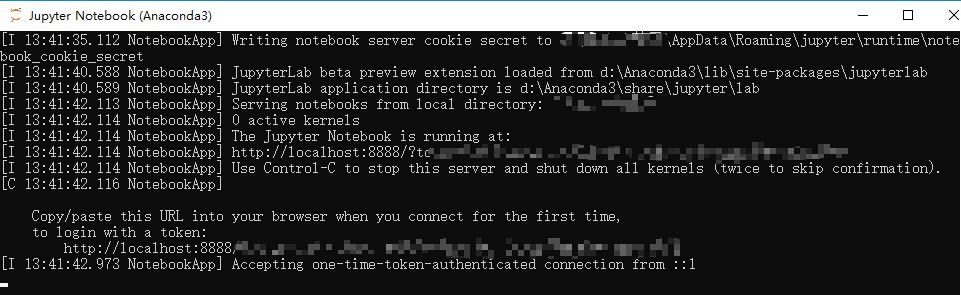 Jupyter Notebook (Anaconda3)
[I 13:41:35.112 NotebookApp] Writing notebook server cookie secret to \AppData\Roaming\jupyter\runtime\note
book_cookie_secret
[I 13:41:40.588 NotebookApp] JupyterLab beta preview extension loaded from d:\Anaconda3\lib\site-packages\jupyterlab
[I 13:41:40.589 NotebookApp] JupyterLab application directory is d:\Anaconda3\share\jupyter\lab
[I 13:41:42.113 NotebookApp] Serving notebooks from local directory:
[I 13:41:42.114 NotebookApp] 0 active kernels
[I 13:41:42.114 NotebookApp] The Jupyter Notebook is running at:
[I 13:41:42.114 NotebookApp] http://localhost:8888/?to
[I 13:41:42.114 NotebookApp] Use Control-C to stop this server and shut down all kernels (twice to skip confirmation).
[C 13:41:42.116 NotebookApp]
Copy/paste this URL into your browser when you connect for the first time,
to login with a token:
http://localhost:8888/
[I 13:41:42.973 NotebookApp] Accepting one-time-token-authenticated connection from ::1